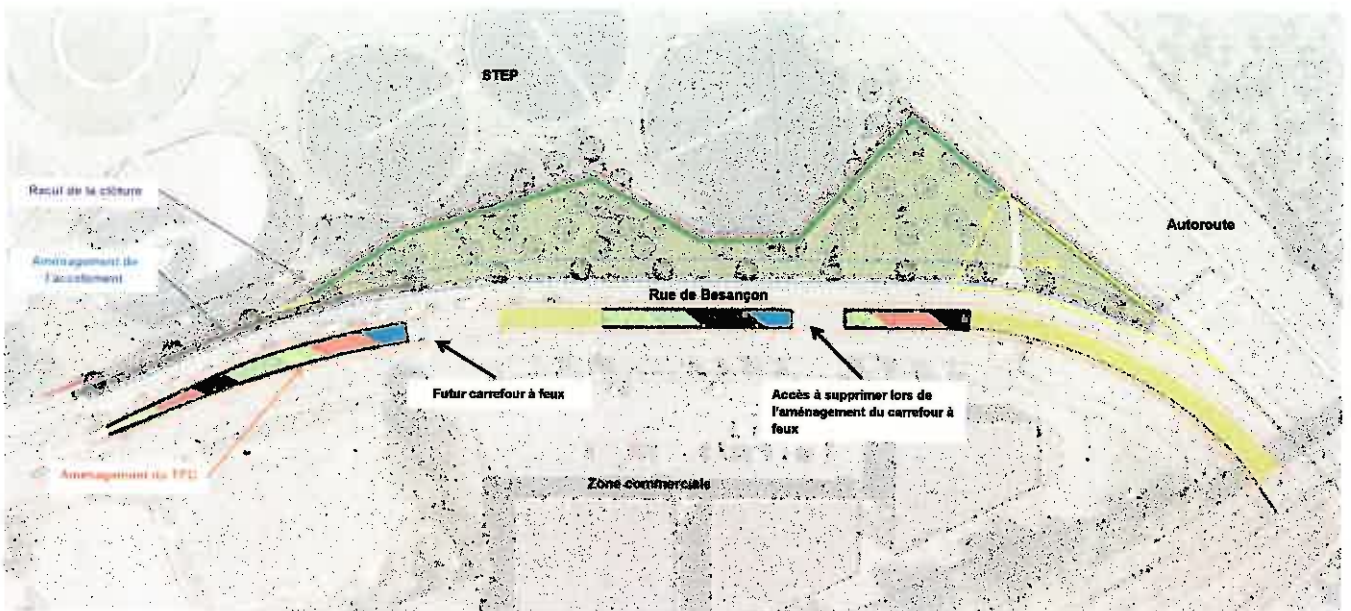 STEP
Recul de la clôture
Autoroute
Aménagement de
l'accotement
Rue de Besançon
Futur carrefour à feux
Accès à supprimer lors de
l'aménagement du carrefour à
feux
Aménagement du TPC
Zone commerciale